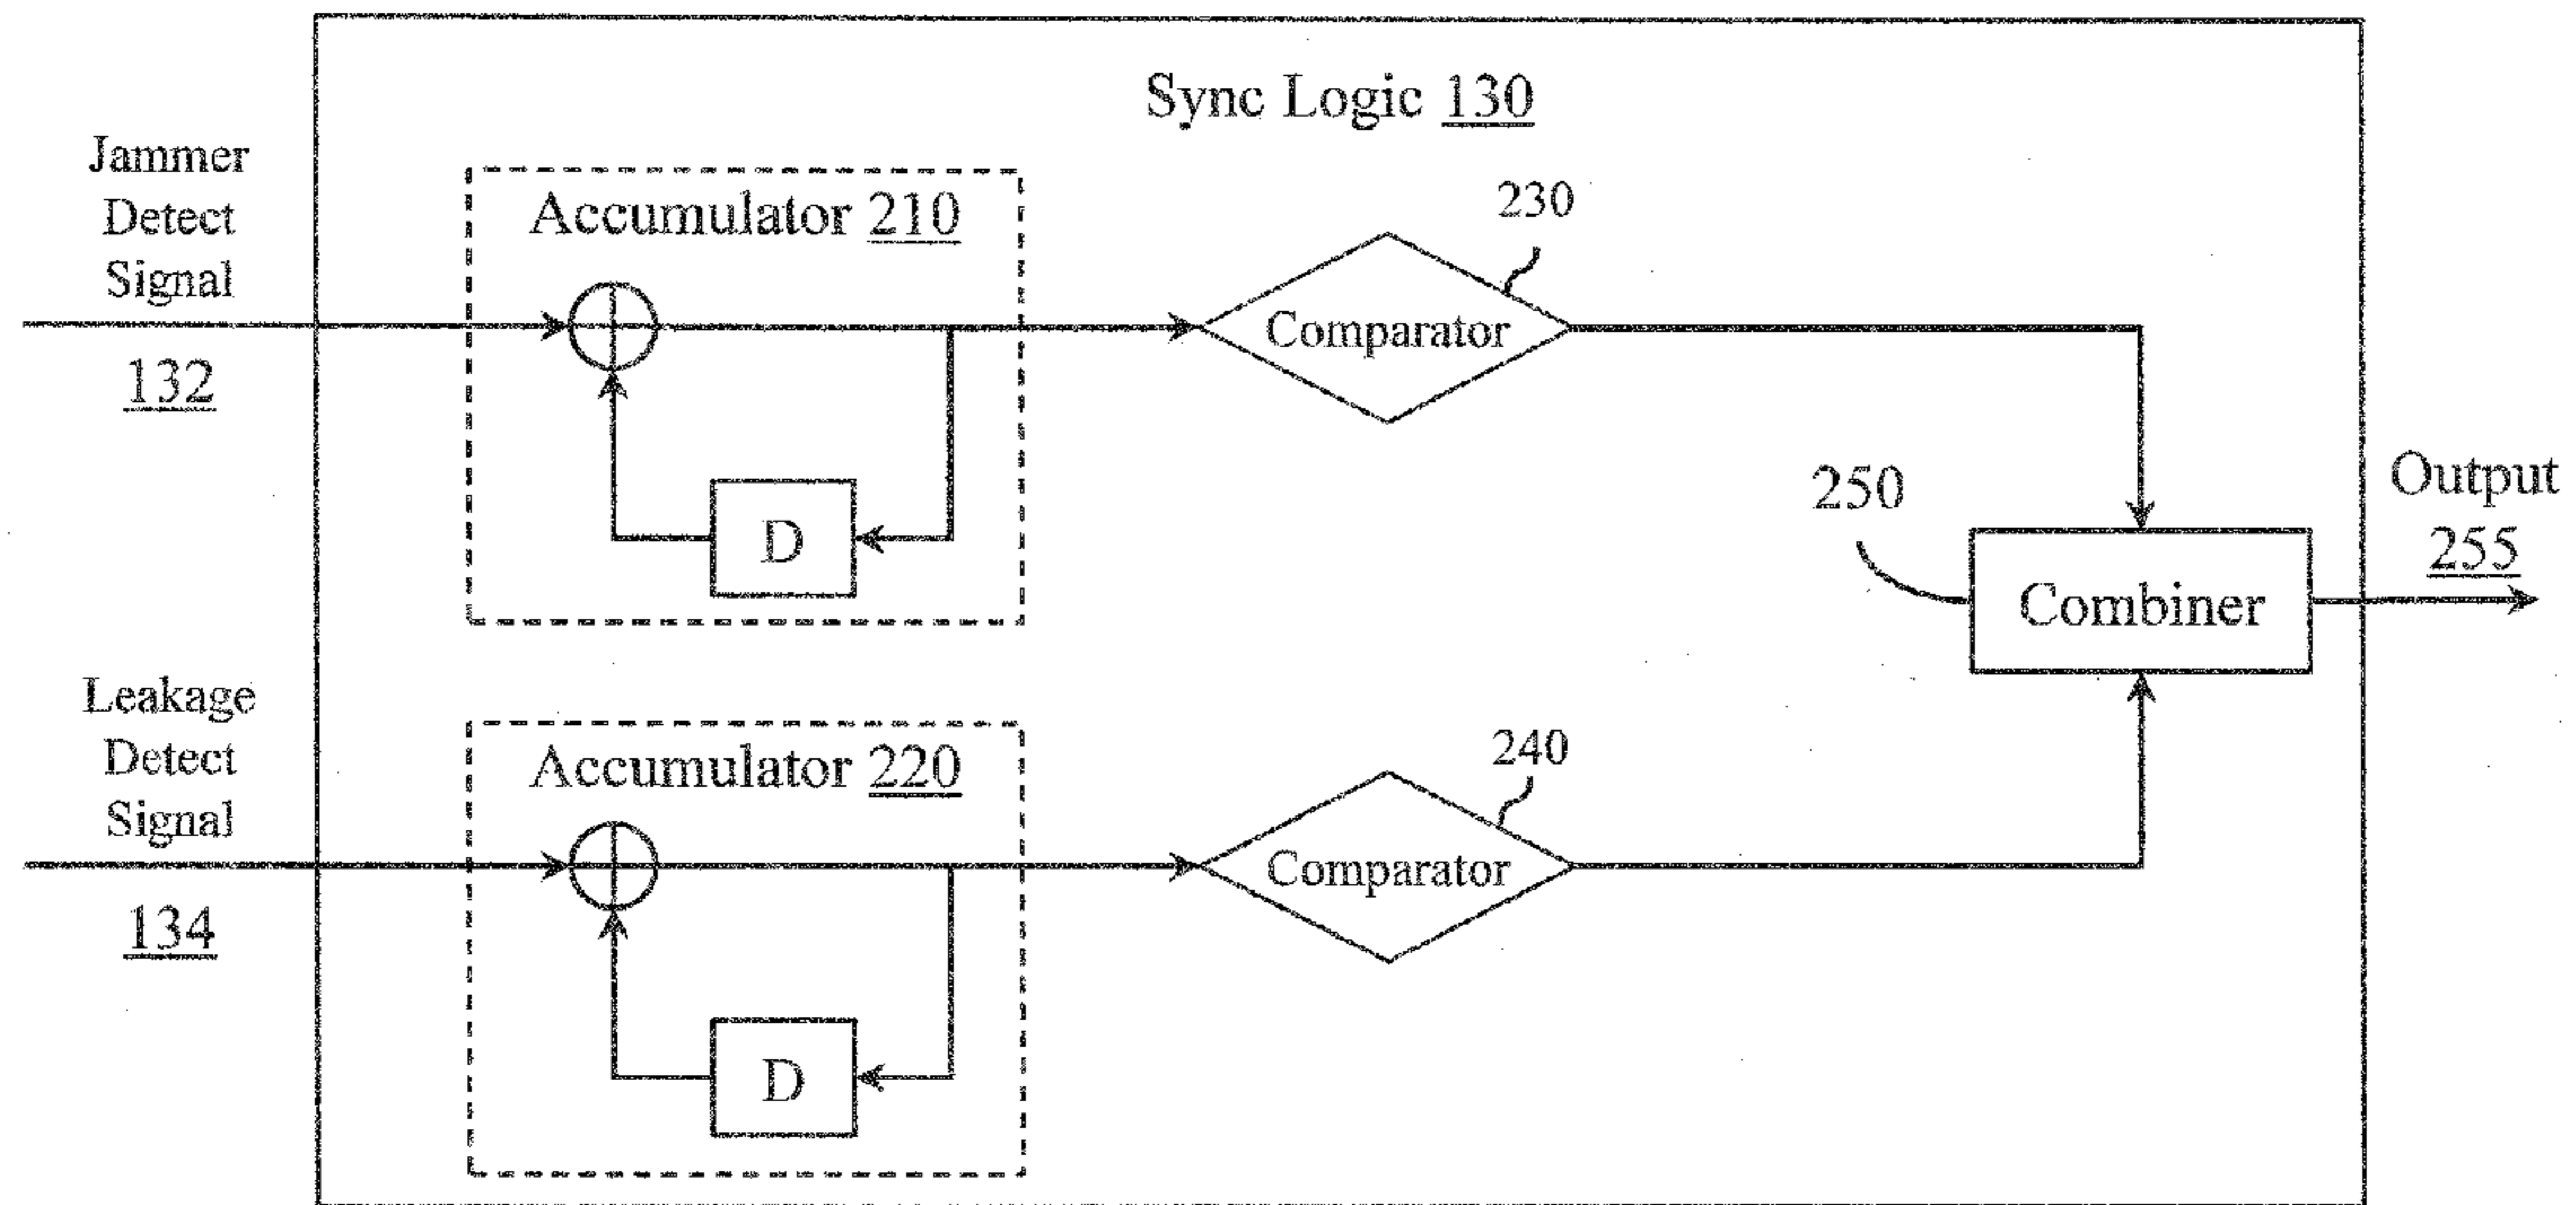 Sync Logic 130
Jammer
Detect
Signal
132
Accumulator 210
D
230
Comparator
250
Combiner
Output
255
Leakage
Detect
Signal
134
Accumulator 220
D
240
Comparator